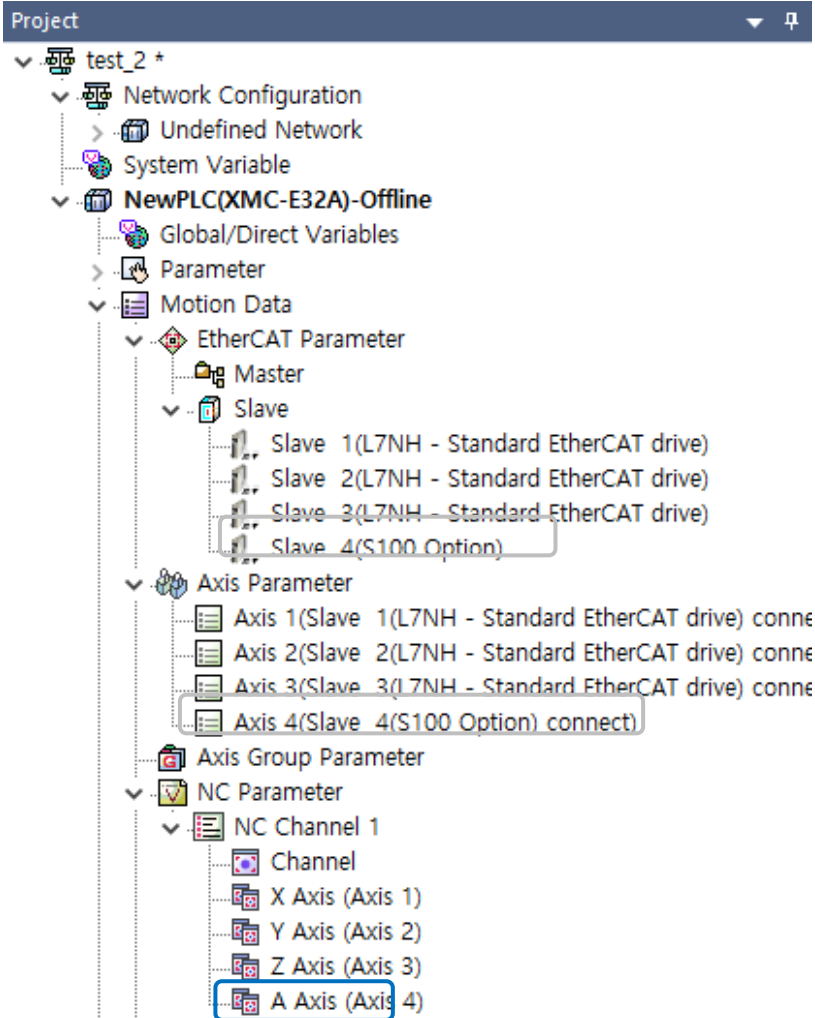 Project
test_2 *
Network Configuration
Undefined Network
System Variable
NewPLC(XMC-E32A)-Offline
Global/Direct Variables
Parameter
Motion Data
EtherCAT Parameter
Master
Slave
Slave 1(L7NH - Standard EtherCAT drive)
Slave 2(L7NH - Standard EtherCAT drive)
Slave 3(L7NH - Standard EtherCAT drive)
Slave 4(S100 Option)
Axis Parameter
Axis 1(Slave 1(L7NH - Standard EtherCAT drive) conne
Axis 2(Slave 2(L7NH - Standard EtherCAT drive) conne
Axis 3(Slave 3(L7NH - Standard EtherCAT drive) conne
Axis 4(Slave 4(S100 Option) connect)
Axis Group Parameter
NC Parameter
NC Channel 1
Channel
X Axis (Axis 1)
Y Axis (Axis 2)
Z Axis (Axis 3)
A Axis (Axis 4)